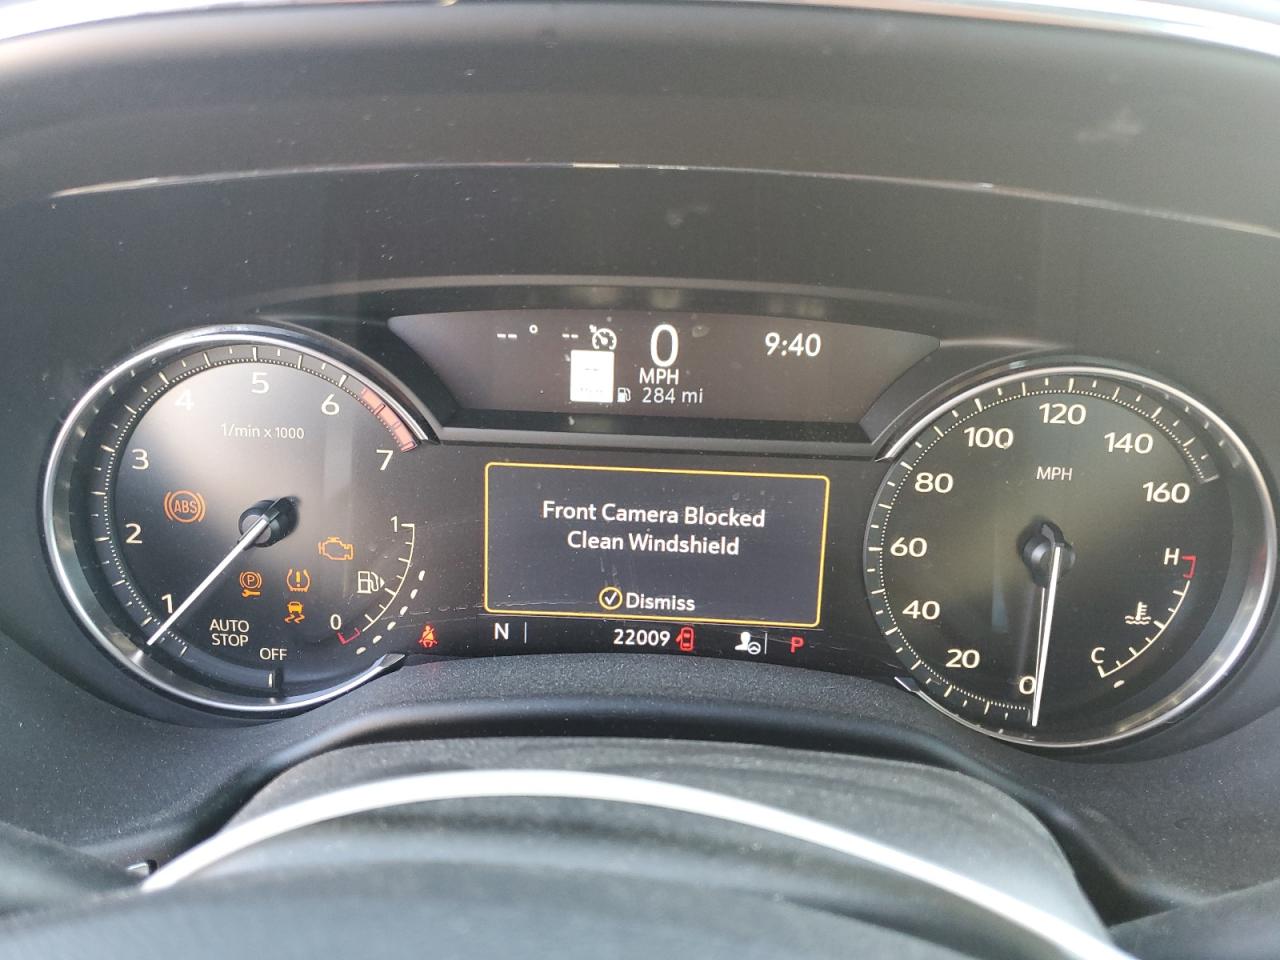 -- ° --
0
MPH
284 mi
9:40
5
4
6
1/min x 1000
3
7
ABS
2
1
P
!
1
0
AUTO
STOP
OFF
Front Camera Blocked
Clean Windshield
Dismiss
N
22009
P
120
100
140
MPH
80
160
60
H
40
20
C
0